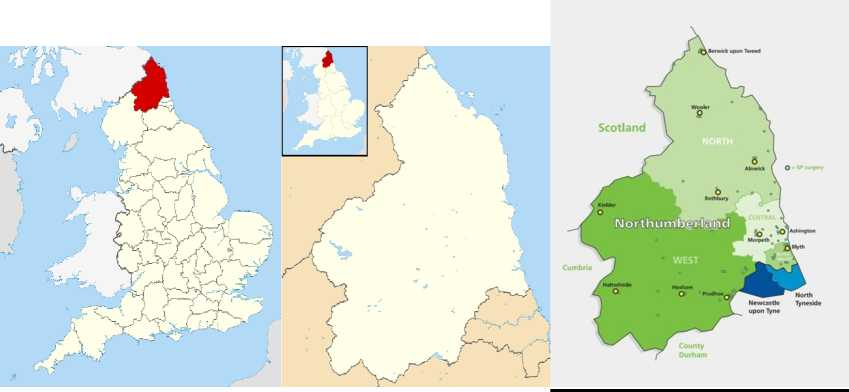 Berwick upon Tweed
Wooler
Scotland
NORTH
Alnwick
= GP surgery
Rothbury
Kielder
CENTRAL
Northumberland
Ashington
Morpeth
Blyth
WEST
Cumbria
Haltwhistle
Hexham
Prudhoe
Newcastle
upon Tyne
North
Tyneside
County
Durham